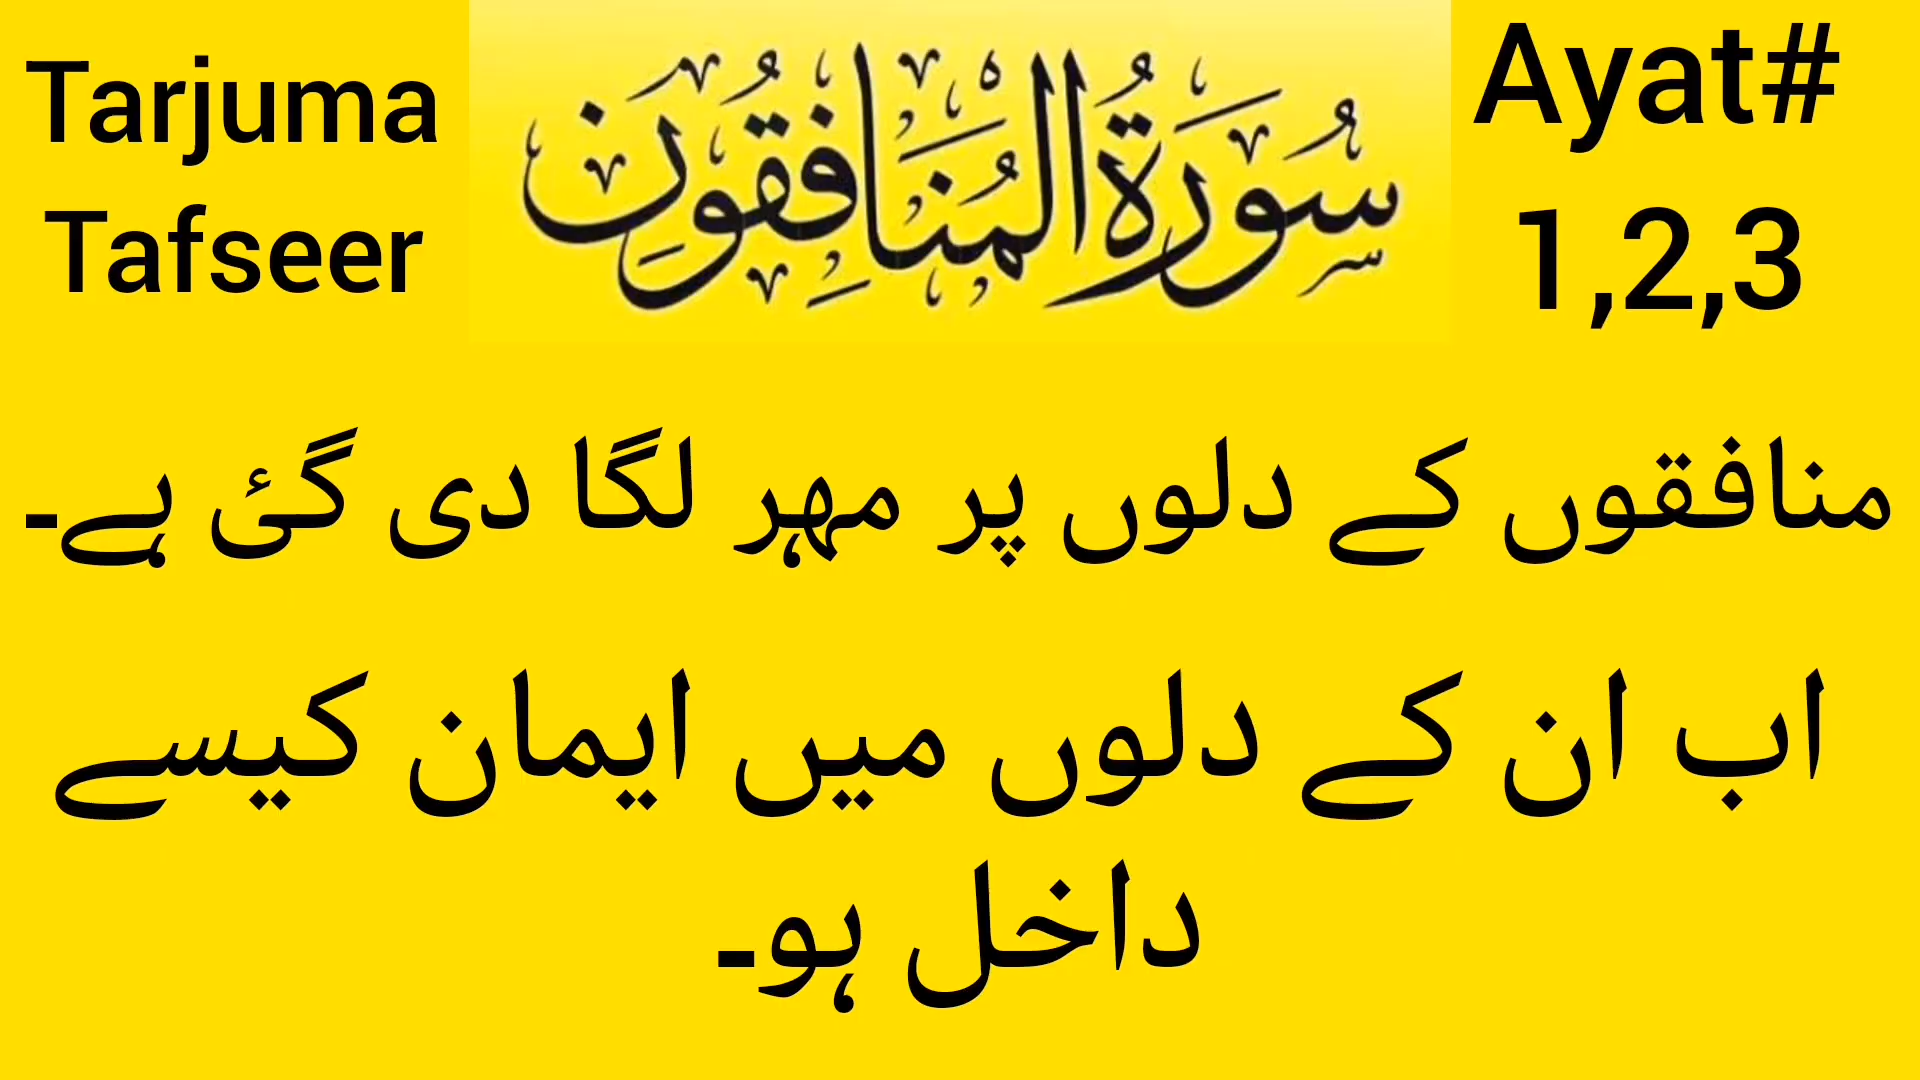 Tarjuma
Tafseer
سُورَةُ الْمُنَافِقُونِ
Ayat#
1,2,3
منافقوں کے دلوں پر مہر لگا دی گئ ہے۔
اب ان کے دلوں میں ایمان کیسے
داخل ہو۔